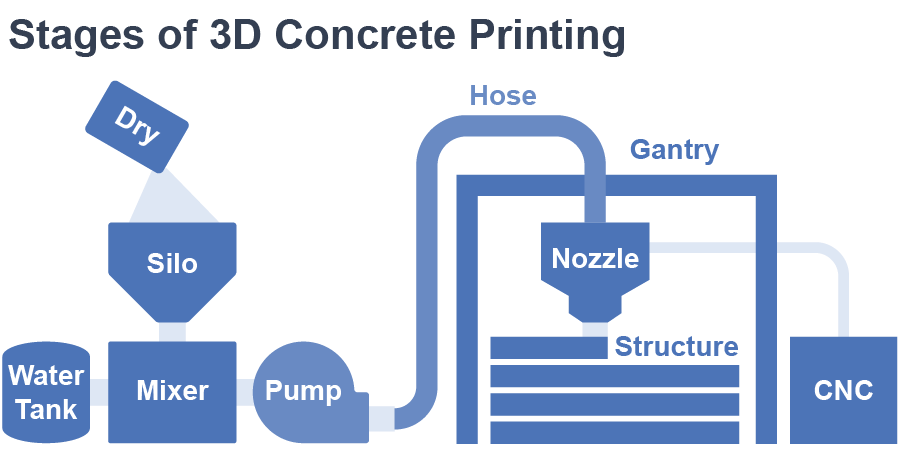 Stages of 3D Concrete Printing
Dry
Hose
Gantry
Silo
Nozzle
Structure
Water
Tank
Mixer
Pump
CNC